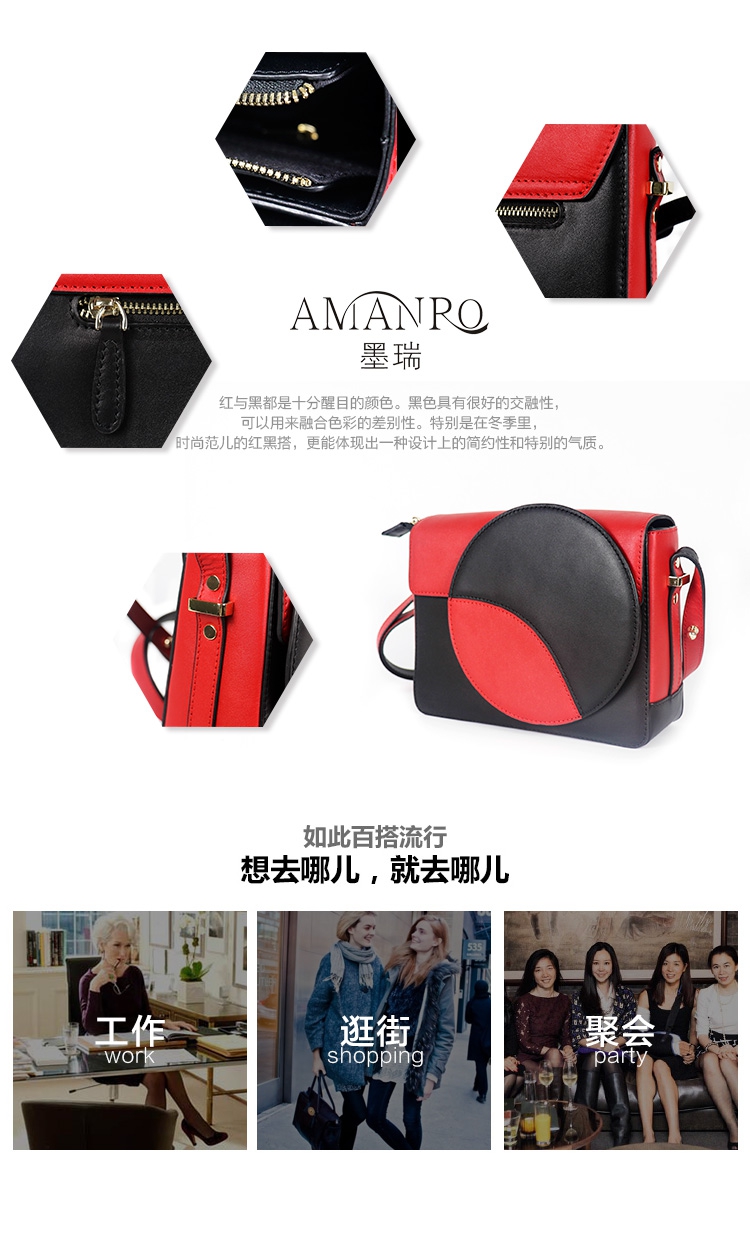 AMANRO
墨瑞
红与黑都是十分醒目的颜色。黑色具有很好的交融性，
可以用来融合色彩的差别性。特别是在冬季里，
时尚范儿的红黑搭，更能体现出一种设计上的简约性和特别的气质。
如此百搭流行
想去哪儿，就去哪儿
535
工作
work
逛街
shopping
聚会
party